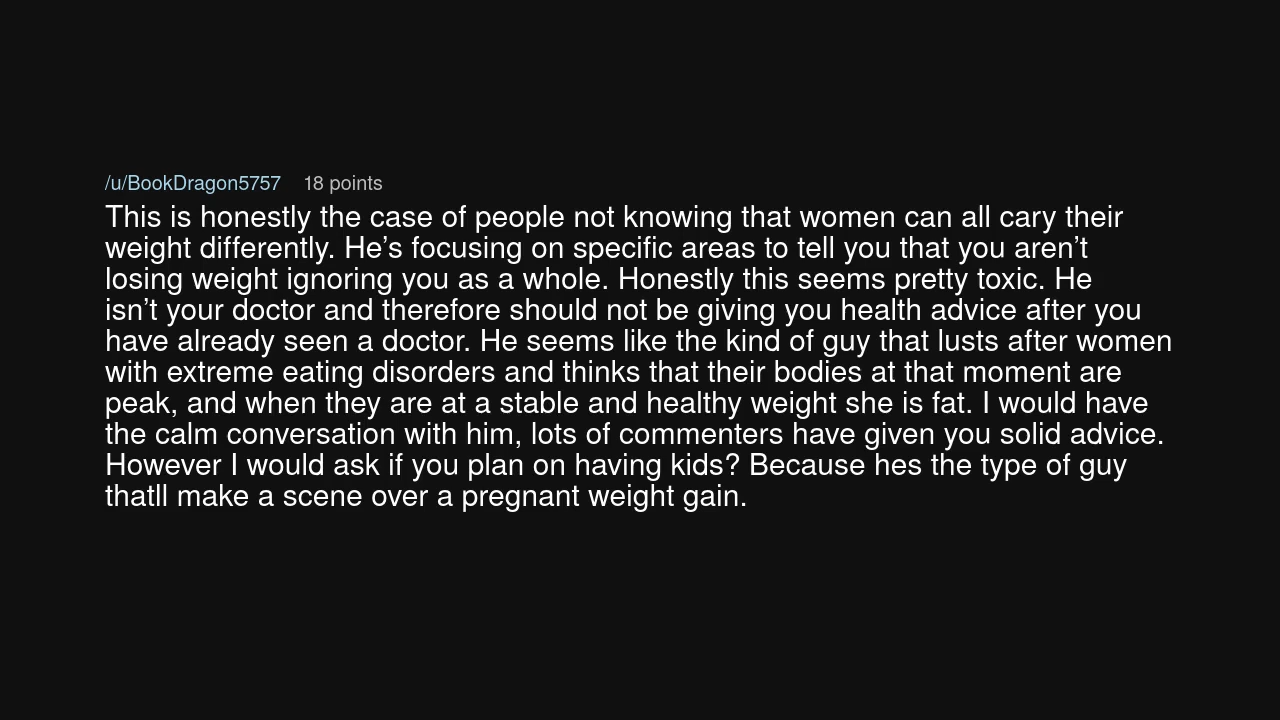 /u/BookDragon5757 18 points
This is honestly the case of people not knowing that women can all cary their
weight differently. He’s focusing on specific areas to tell you that you aren’t
losing weight ignoring you as a whole. Honestly this seems pretty toxic. He
isn’t your doctor and therefore should not be giving you health advice after you
have already seen a doctor. He seems like the kind of guy that lusts after women
with extreme eating disorders and thinks that their bodies at that moment are
peak, and when they are at a stable and healthy weight she is fat. I would have
the calm conversation with him, lots of commenters have given you solid advice.
However I would ask if you plan on having kids? Because hes the type of guy
thatll make a scene over a pregnant weight gain.